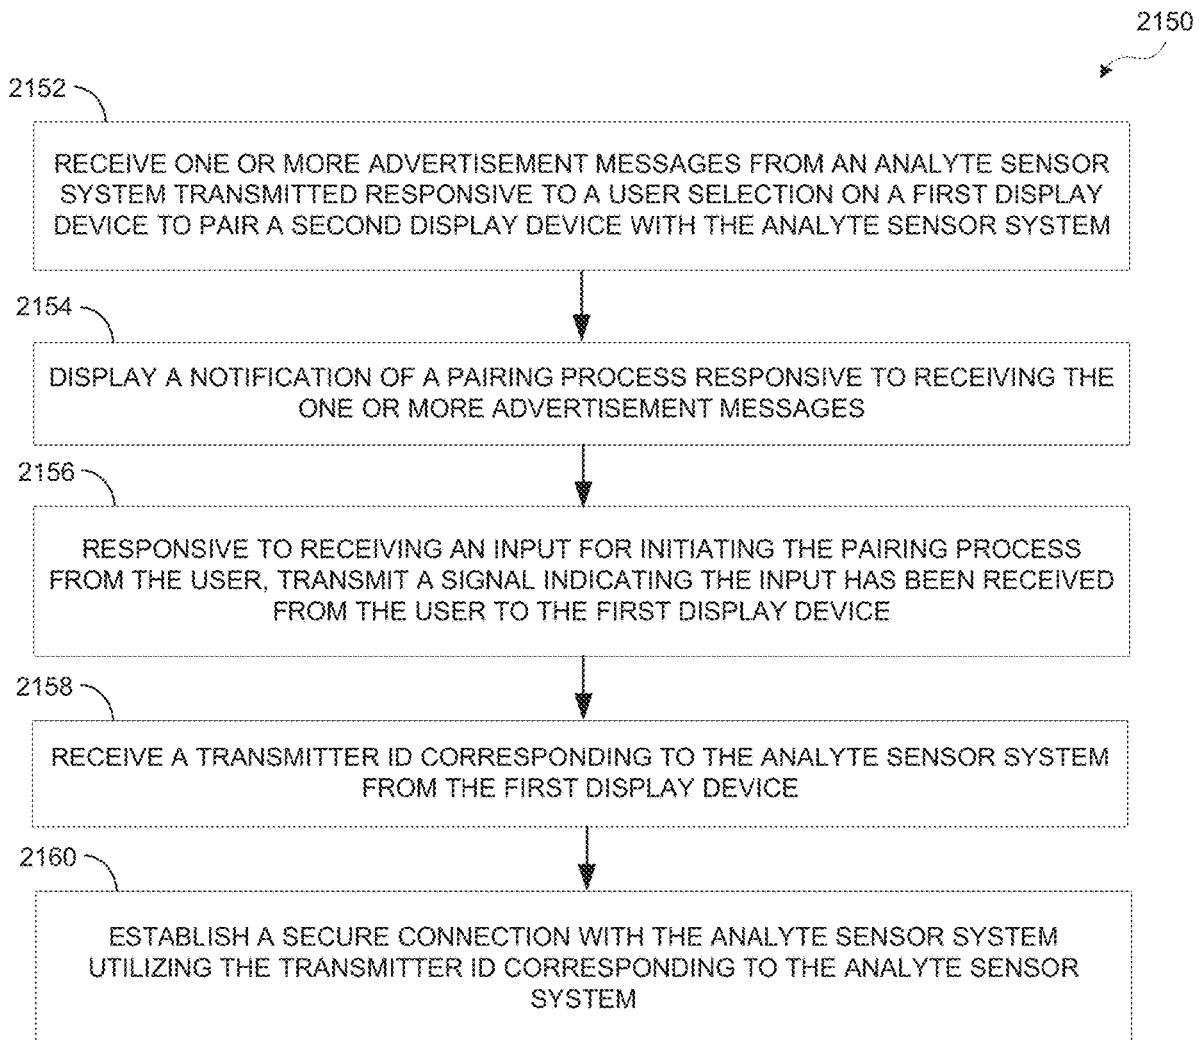 2150
2152
RECEIVE ONE OR MORE ADVERTISEMENT MESSAGES FROM AN ANALYTE SENSOR
SYSTEM TRANSMITTED RESPONSIVE TO A USER SELECTION ON A FIRST DISPLAY
DEVICE TO PAIR A SECOND DISPLAY DEVICE WITH THE ANALYTE SENSOR SYSTEM
2154
DISPLAY A NOTIFICATION OF A PAIRING PROCESS RESPONSIVE TO RECEIVING THE
ONE OR MORE ADVERTISEMENT MESSAGES
2156
RESPONSIVE TO RECEIVING AN INPUT FOR INITIATING THE PAIRING PROCESS
FROM THE USER, TRANSMIT A SIGNAL INDICATING THE INPUT HAS BEEN RECEIVED
FROM THE USER TO THE FIRST DISPLAY DEVICE
2158
RECEIVE A TRANSMITTER ID CORRESPONDING TO THE ANALYTE SENSOR SYSTEM
FROM THE FIRST DISPLAY DEVICE
2160
ESTABLISH A SECURE CONNECTION WITH THE ANALYTE SENSOR SYSTEM
UTILIZING THE TRANSMITTER ID CORRESPONDING TO THE ANALYTE SENSOR
SYSTEM